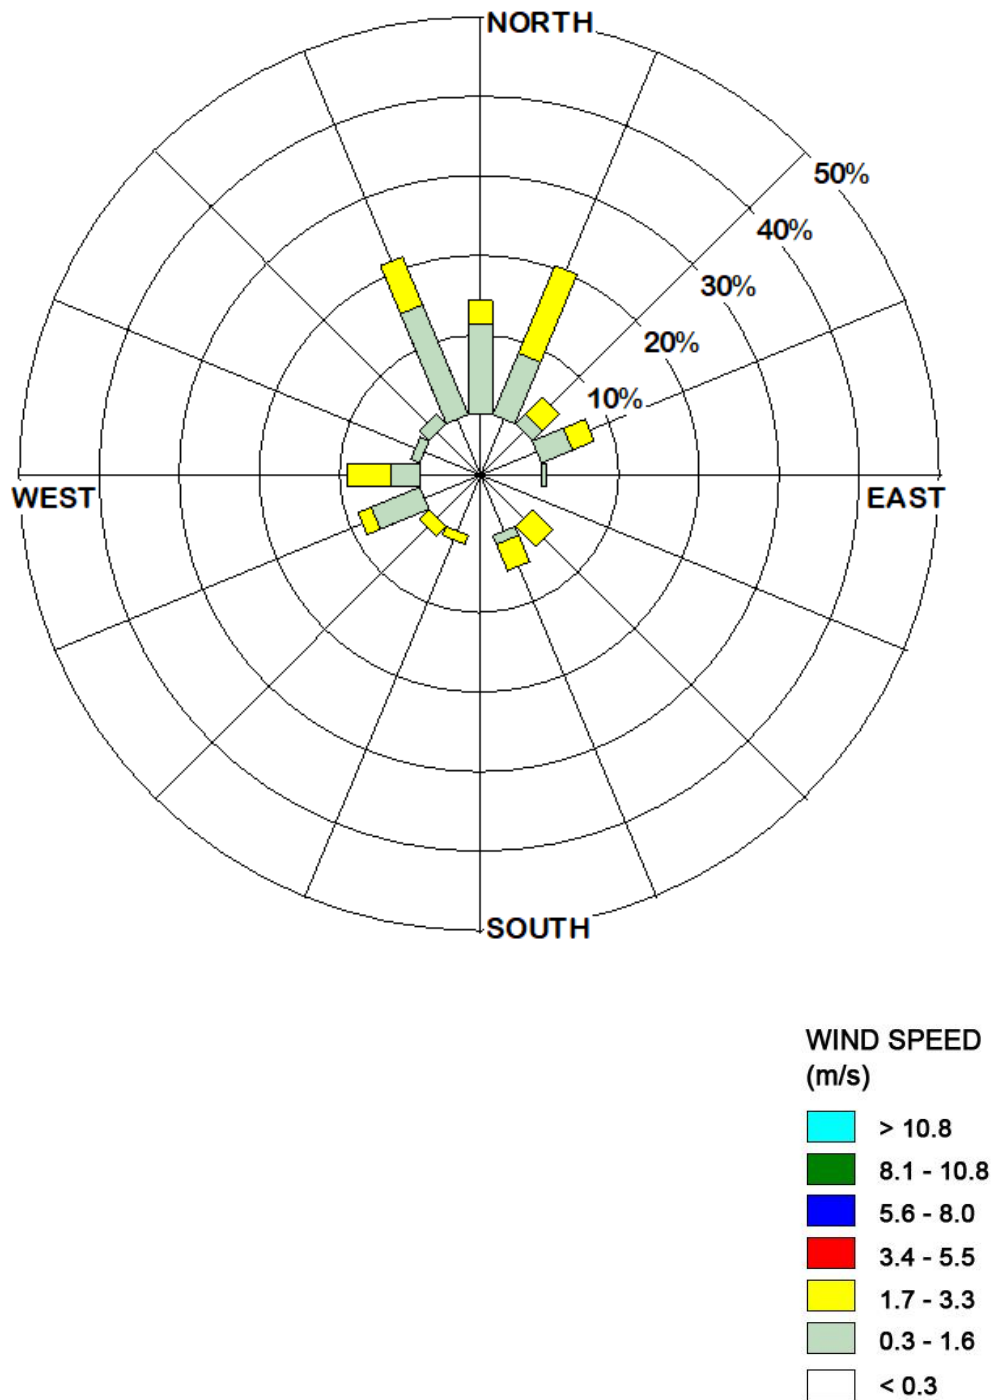 NORTH
50%
40%
30%
20%
10%
WEST
EAST
SOUTH
WIND SPEED
(m/s)
> 10.8
8.1 - 10.8
5.6 - 8.0
3.4 - 5.5
1.7 - 3.3
0.3 - 1.6
< 0.3